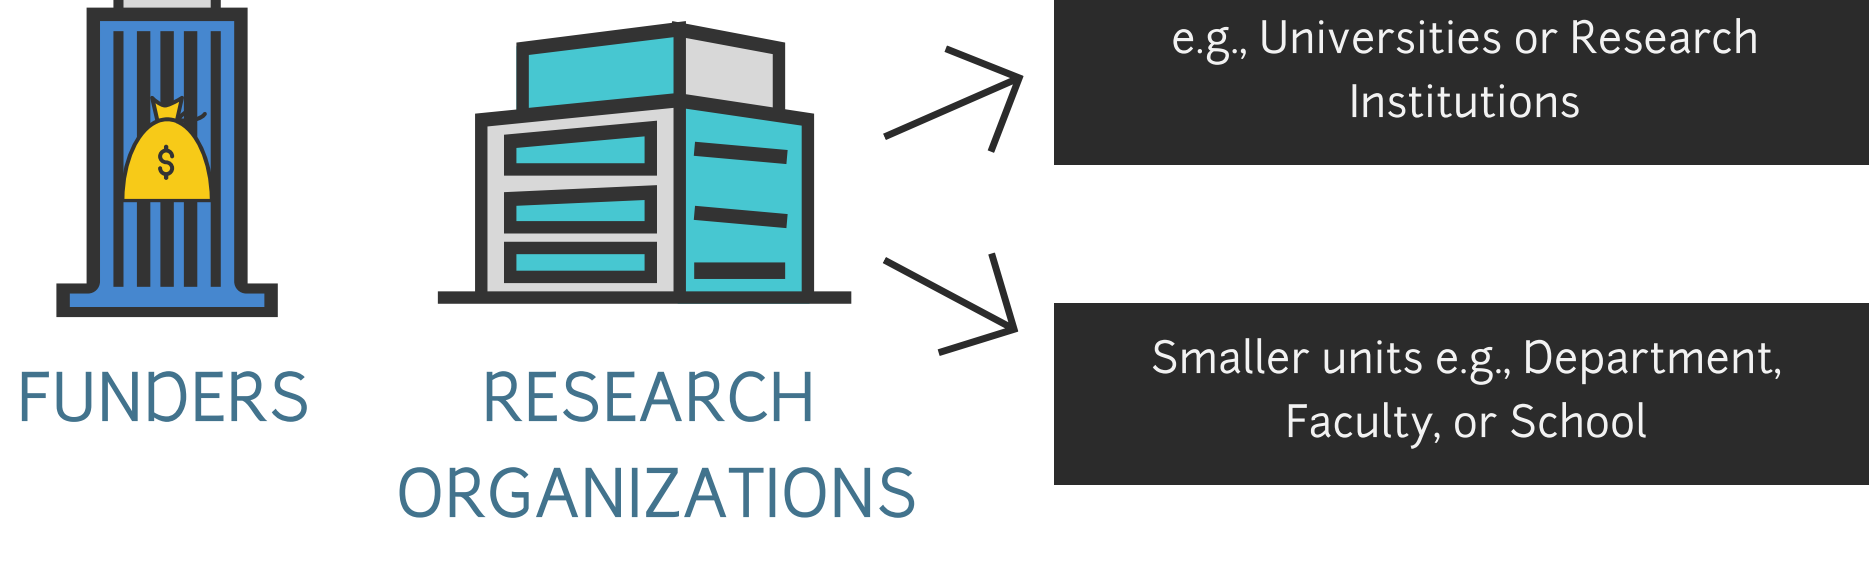 e.g., Universities or Research
Institutions
$
Smaller units e.g., Department,
Faculty, or School
FUNDERS
RESEARCH
ORGANIZATIONS